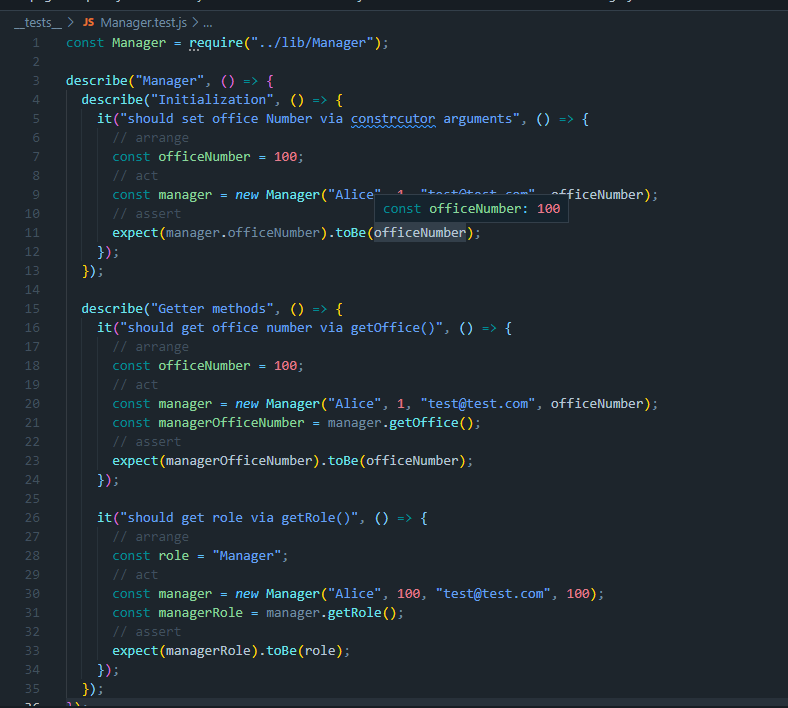 __tests__ > JS Manager.test.js > ...
1 const Manager = require("../lib/Manager");
2
3 describe("Manager", () => {
4 describe("Initialization", () => {
5 it("should set office Number via constrcutor arguments", () => {
6 // arrange
7 const officeNumber = 100;
8 // act
9 const manager = new Manager("Alice", 1, "test@test.com", officeNumber);
const officeNumber: 100
10 // assert
11 expect(manager.officeNumber).toBe(officeNumber);
12 });
13 });
14
15 describe("Getter methods", () => {
16 it("should get office number via getOffice()", () => {
17 // arrange
18 const officeNumber = 100;
19 // act
20 const manager = new Manager("Alice", 1, "test@test.com", officeNumber);
21 const managerOfficeNumber = manager.getOffice();
22 // assert
23 expect(managerOfficeNumber).toBe(officeNumber);
24 });
25
26 it("should get role via getRole()", () => {
27 // arrange
28 const role = "Manager";
29 // act
30 const manager = new Manager("Alice", 100, "test@test.com", 100);
31 const managerRole = manager.getRole();
32 // assert
33 expect(managerRole).toBe(role);
34 });
35 });
36 });